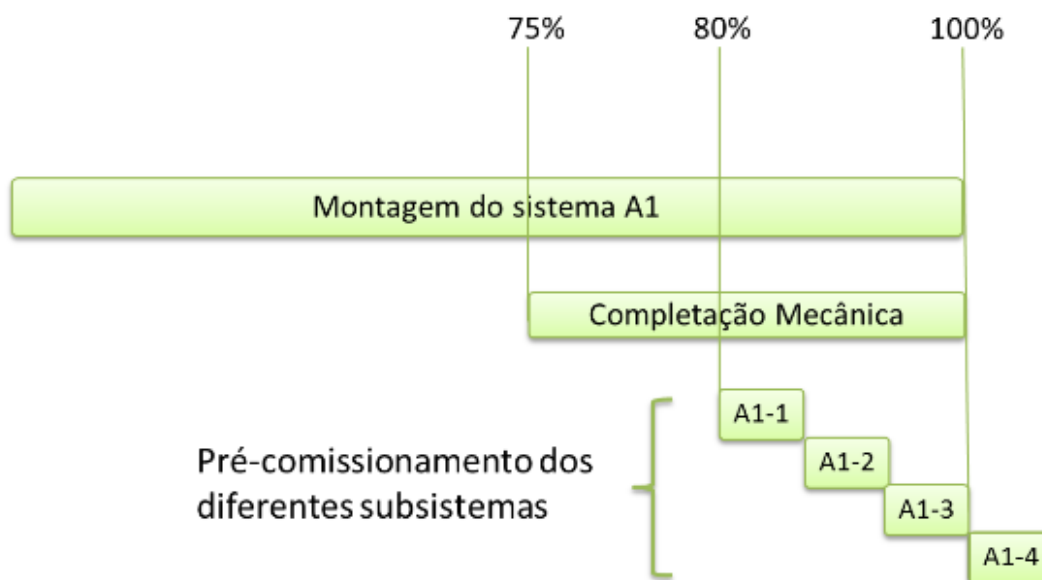 75%
80%
100%
Montagem do sistema A1
Completação Mecânica
A1-1
A1-2
A1-3
A1-4
Pré-comissionamento dos
diferentes subsistemas